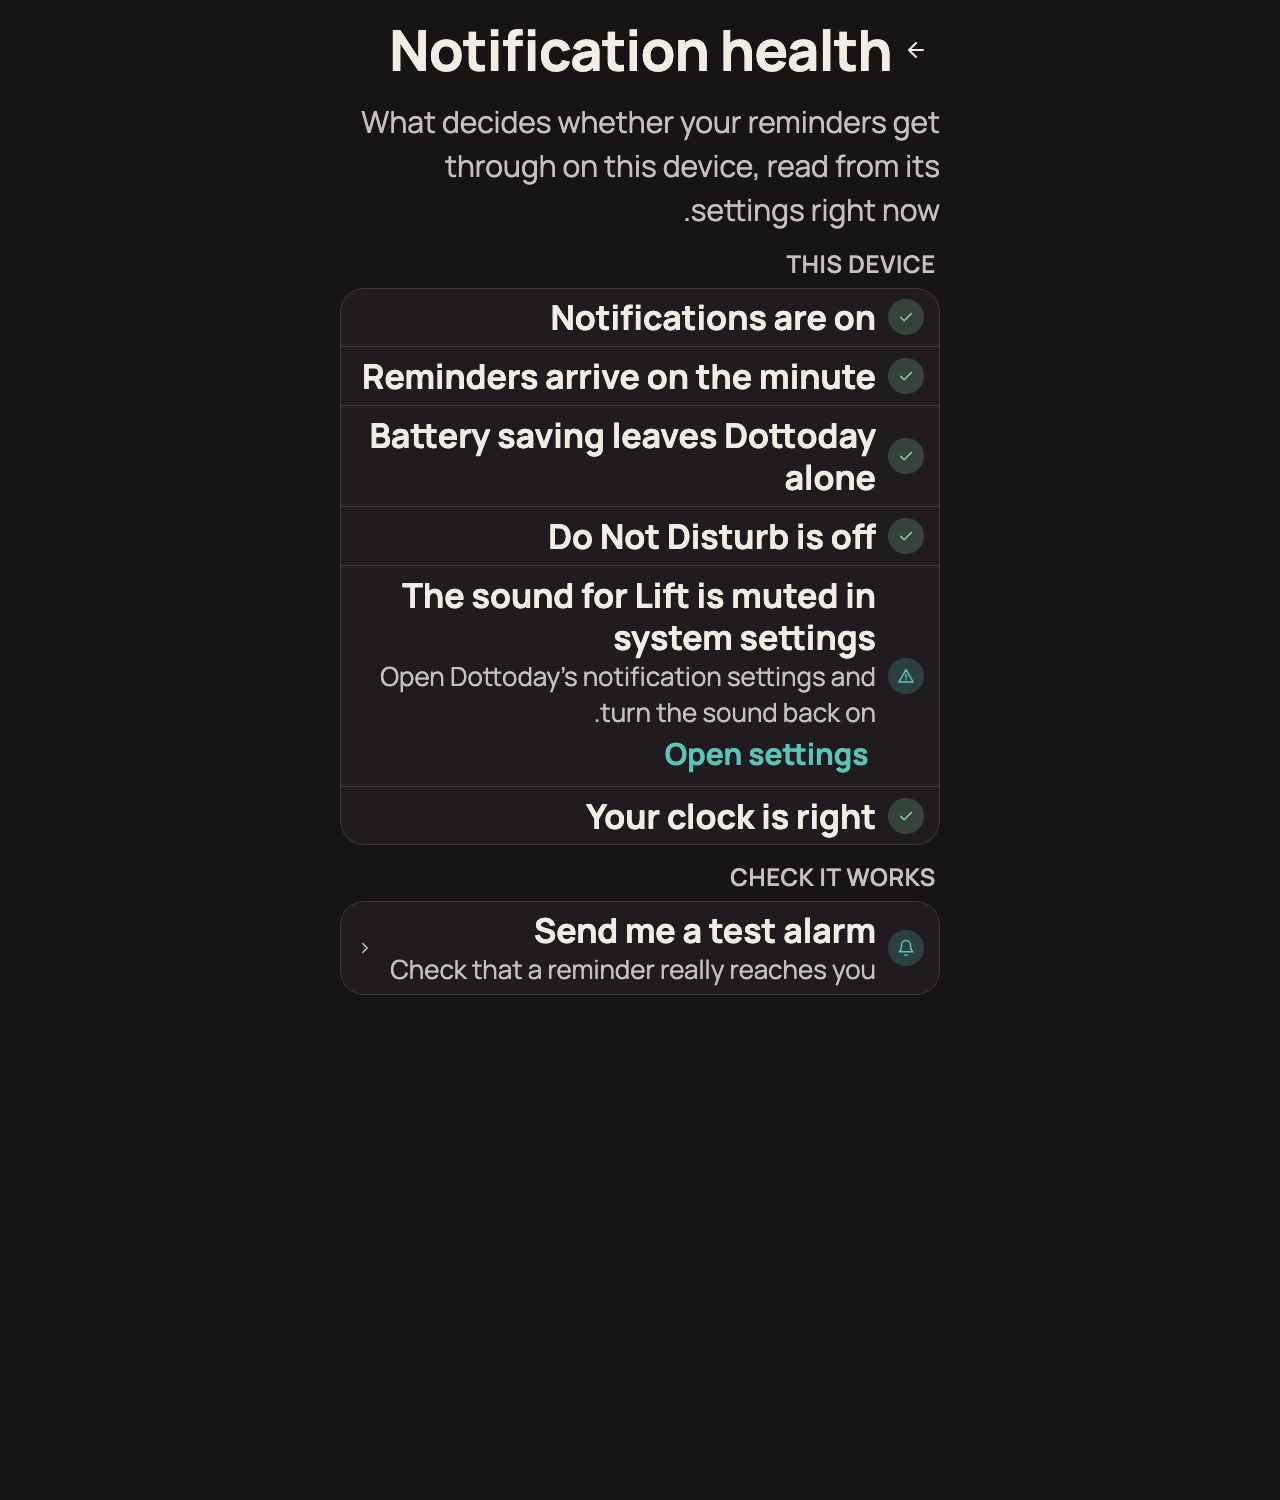 Notification health
What decides whether your reminders get
through on this device, read from its
.settings right now
THIS DEVICE
Notifications are on
Reminders arrive on the minute
Battery saving leaves Dottoday
alone
Do Not Disturb is off
The sound for Lift is muted in
system settings
Open Dottoday’s notification settings and
.turn the sound back on
Open settings
Your clock is right
CHECK IT WORKS
Send me a test alarm
Check that a reminder really reaches you